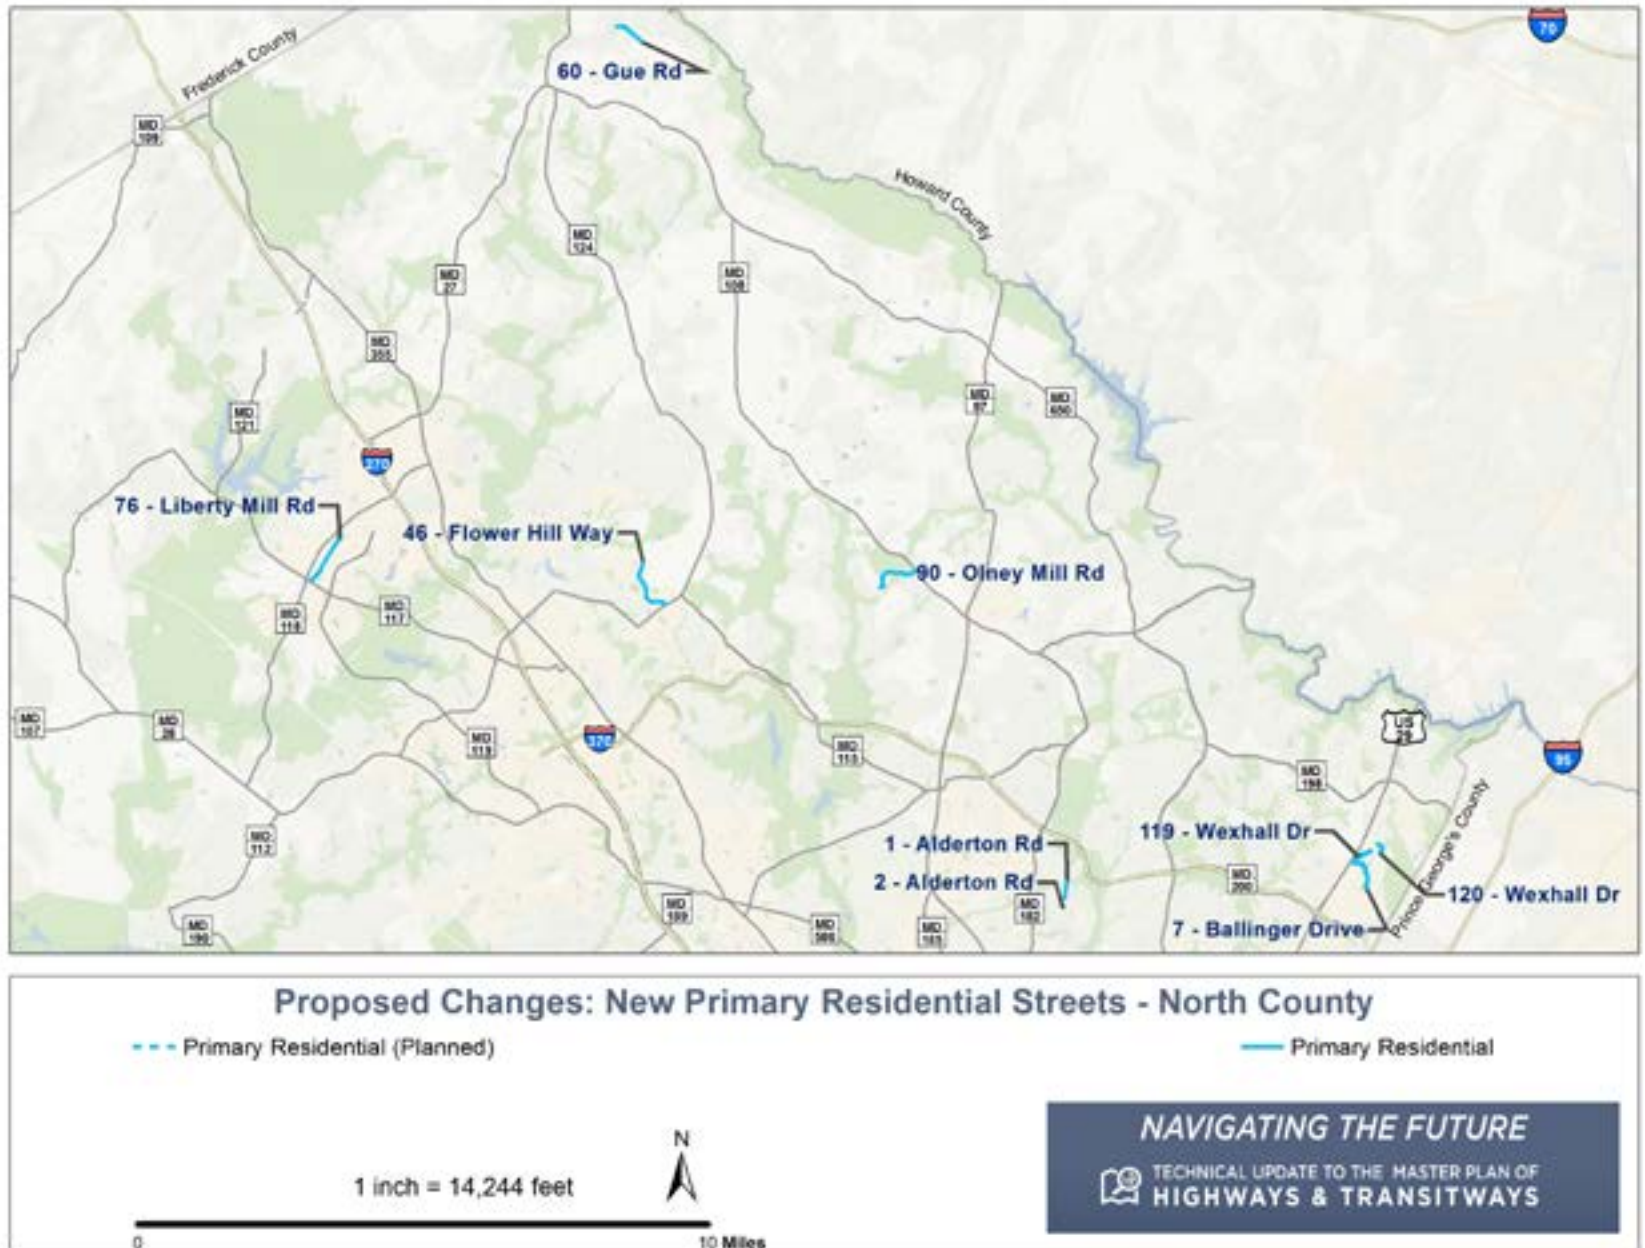 70
Frederick County
60 - Gue Rd
MD
109
Howard County
MD
124
MD
27
MD
108
MD
355
MD
97
MD
650
MD
121
270
76 - Liberty Mill Rd
46 - Flower Hill Way
90 - Olney Mill Rd
MD
118
MD
117
MD
107
MD
28
MD
119
370
MD
115
US
29
95
MD
198
MD
112
119 - Wexhall Dr
1 - Alderton Rd
2 - Alderton Rd
MD
200
Prince George's County
120 - Wexhall Dr
MD
190
MD
189
MD
586
MD
185
MD
182
7 - Ballinger Drive
Proposed Changes: New Primary Residential Streets - North County
Primary Residential (Planned)
Primary Residential
N
1 inch = 14,244 feet
0
10 Miles
NAVIGATING THE FUTURE
TECHNICAL UPDATE TO THE MASTER PLAN OF
HIGHWAYS & TRANSITWAYS